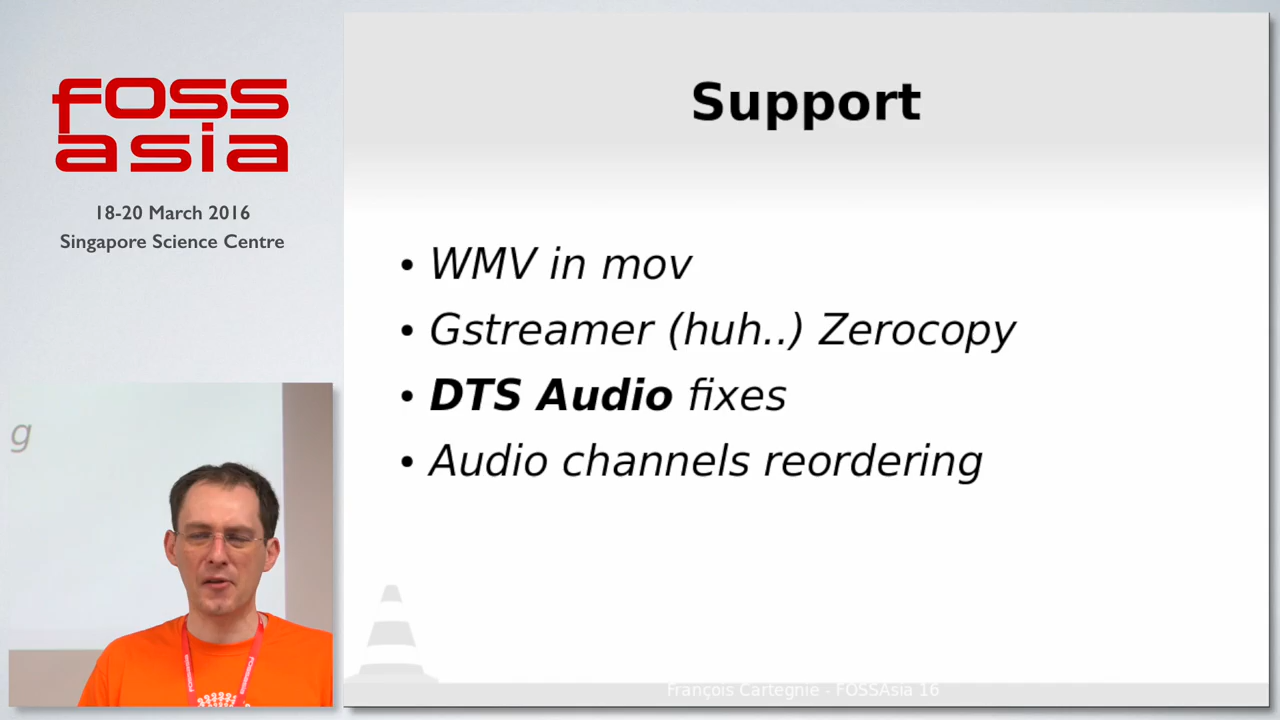 FOSS
asia
18-20 March 2016
Singapore Science Centre
Support
• WMV in mov
• Gstreamer (huh..) Zerocopy
• DTS Audio fixes
• Audio channels reordering
g
François Cartegnie - FOSSAsia 16